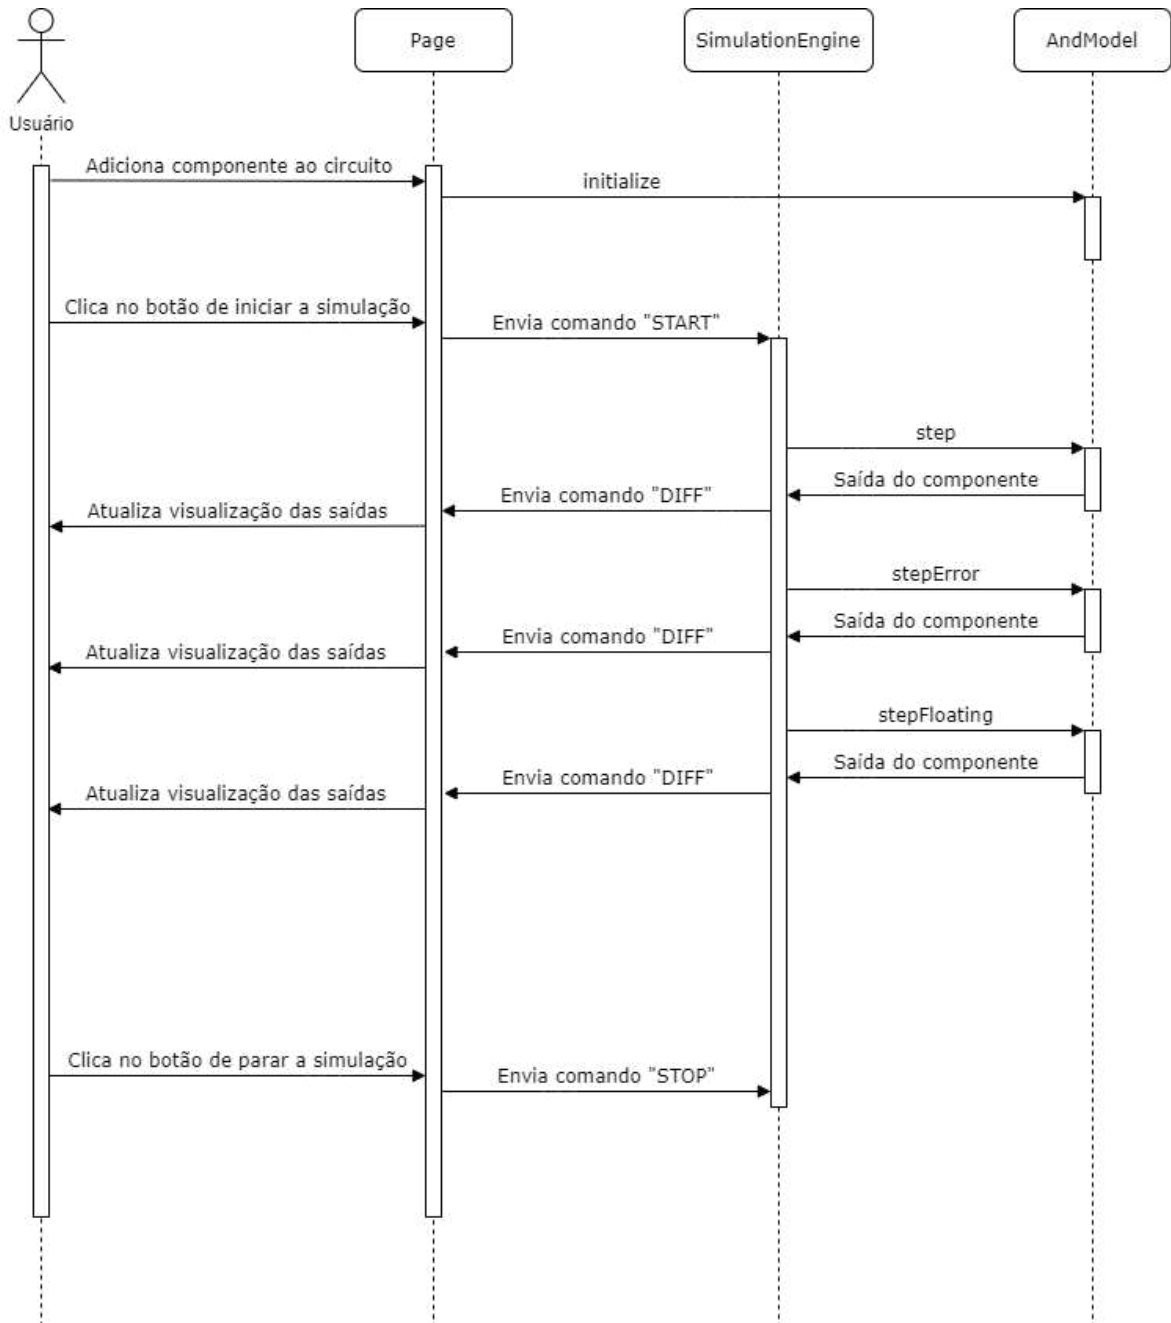 Page
SimulationEngine
AndModel
Usuário
Adiciona componente ao circuito
initialize
Clica no botão de iniciar a simulação
Envia comando "START"
step
Saída do componente
Envia comando "DIFF"
Atualiza visualização das saídas
stepError
Saída do componente
Envia comando "DIFF"
Atualiza visualização das saídas
stepFloating
Saída do componente
Envia comando "DIFF"
Atualiza visualização das saídas
Clica no botão de parar a simulação
Envia comando "STOP"